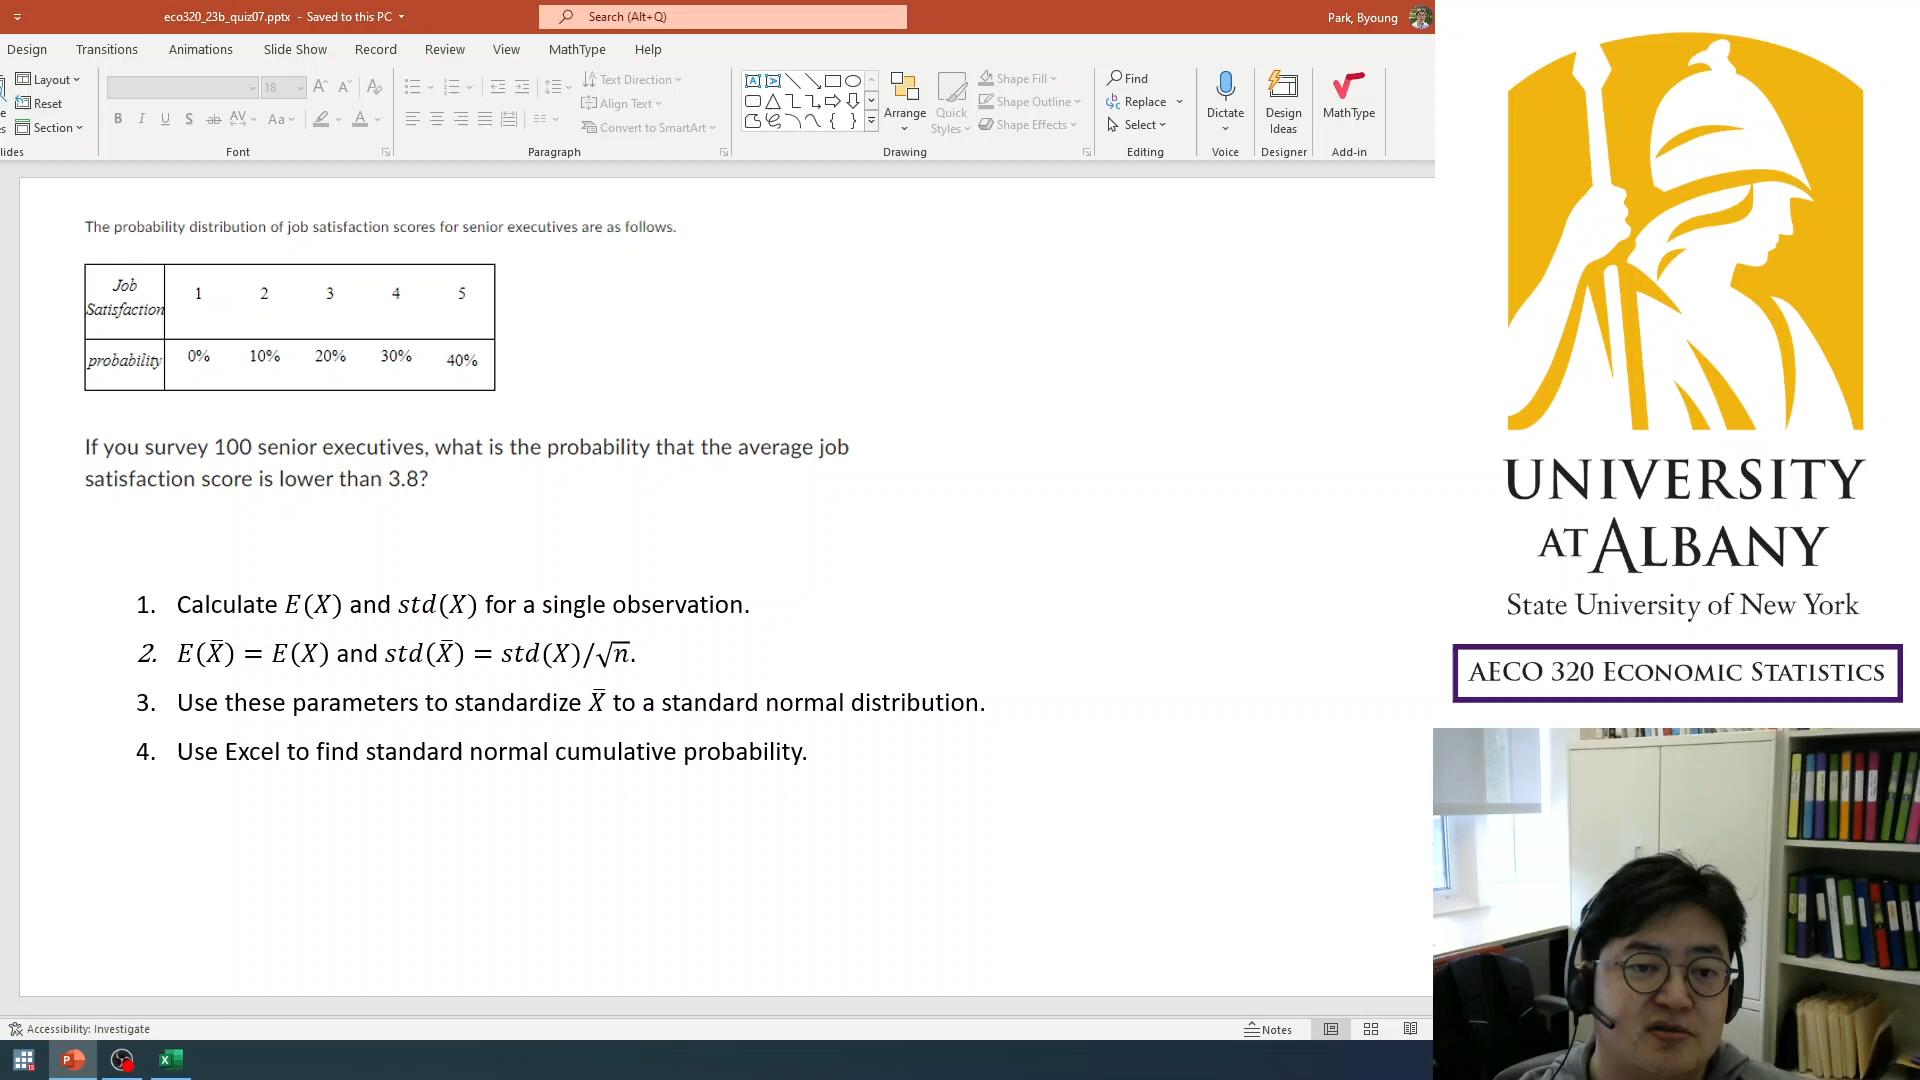 eco320_23b_quiz07.pptx - Saved to this PC
Search (Alt+Q)
Park, Byoung
Design Transitions Animations Slide Show Record Review View MathType Help
Layout
Reset
Section
lides
18
B I U S ab AV Aa A
Font
Text Direction
Align Text
Convert to SmartArt
Paragraph
Arrange
Quick Styles
Shape Fill
Shape Outline
Shape Effects
Drawing
Find
Replace
Select
Editing
Dictate
Voice
Design Ideas
Designer
MathType
Add-in
The probability distribution of job satisfaction scores for senior executives are as follows.
Job Satisfaction 1 2 3 4 5
probability 0% 10% 20% 30% 40%
If you survey 100 senior executives, what is the probability that the average job
satisfaction score is lower than 3.8?
1. Calculate E(X) and std(X) for a single observation.
2. E(X̄) = E(X) and std(X̄) = std(X)/√n.
3. Use these parameters to standardize X̄ to a standard normal distribution.
4. Use Excel to find standard normal cumulative probability.
UNIVERSITY
AT ALBANY
State University of New York
AECO 320 ECONOMIC STATISTICS
Accessibility: Investigate
Notes